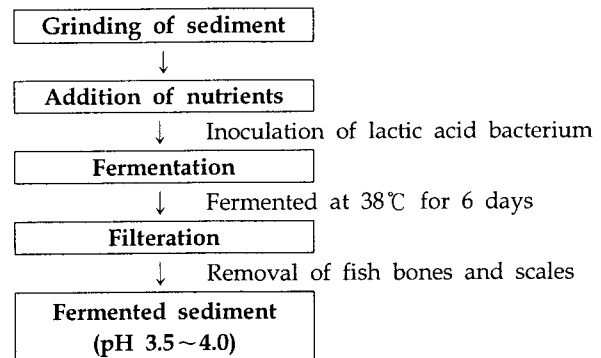 Grinding of sediment
↓
Addition of nutrients
↓ Inoculation of lactic acid bacterium
Fermentation
↓ Fermented at 38℃ for 6 days
Filteration
↓ Removal of fish bones and scales
Fermented sediment
(pH 3.5～4.0)